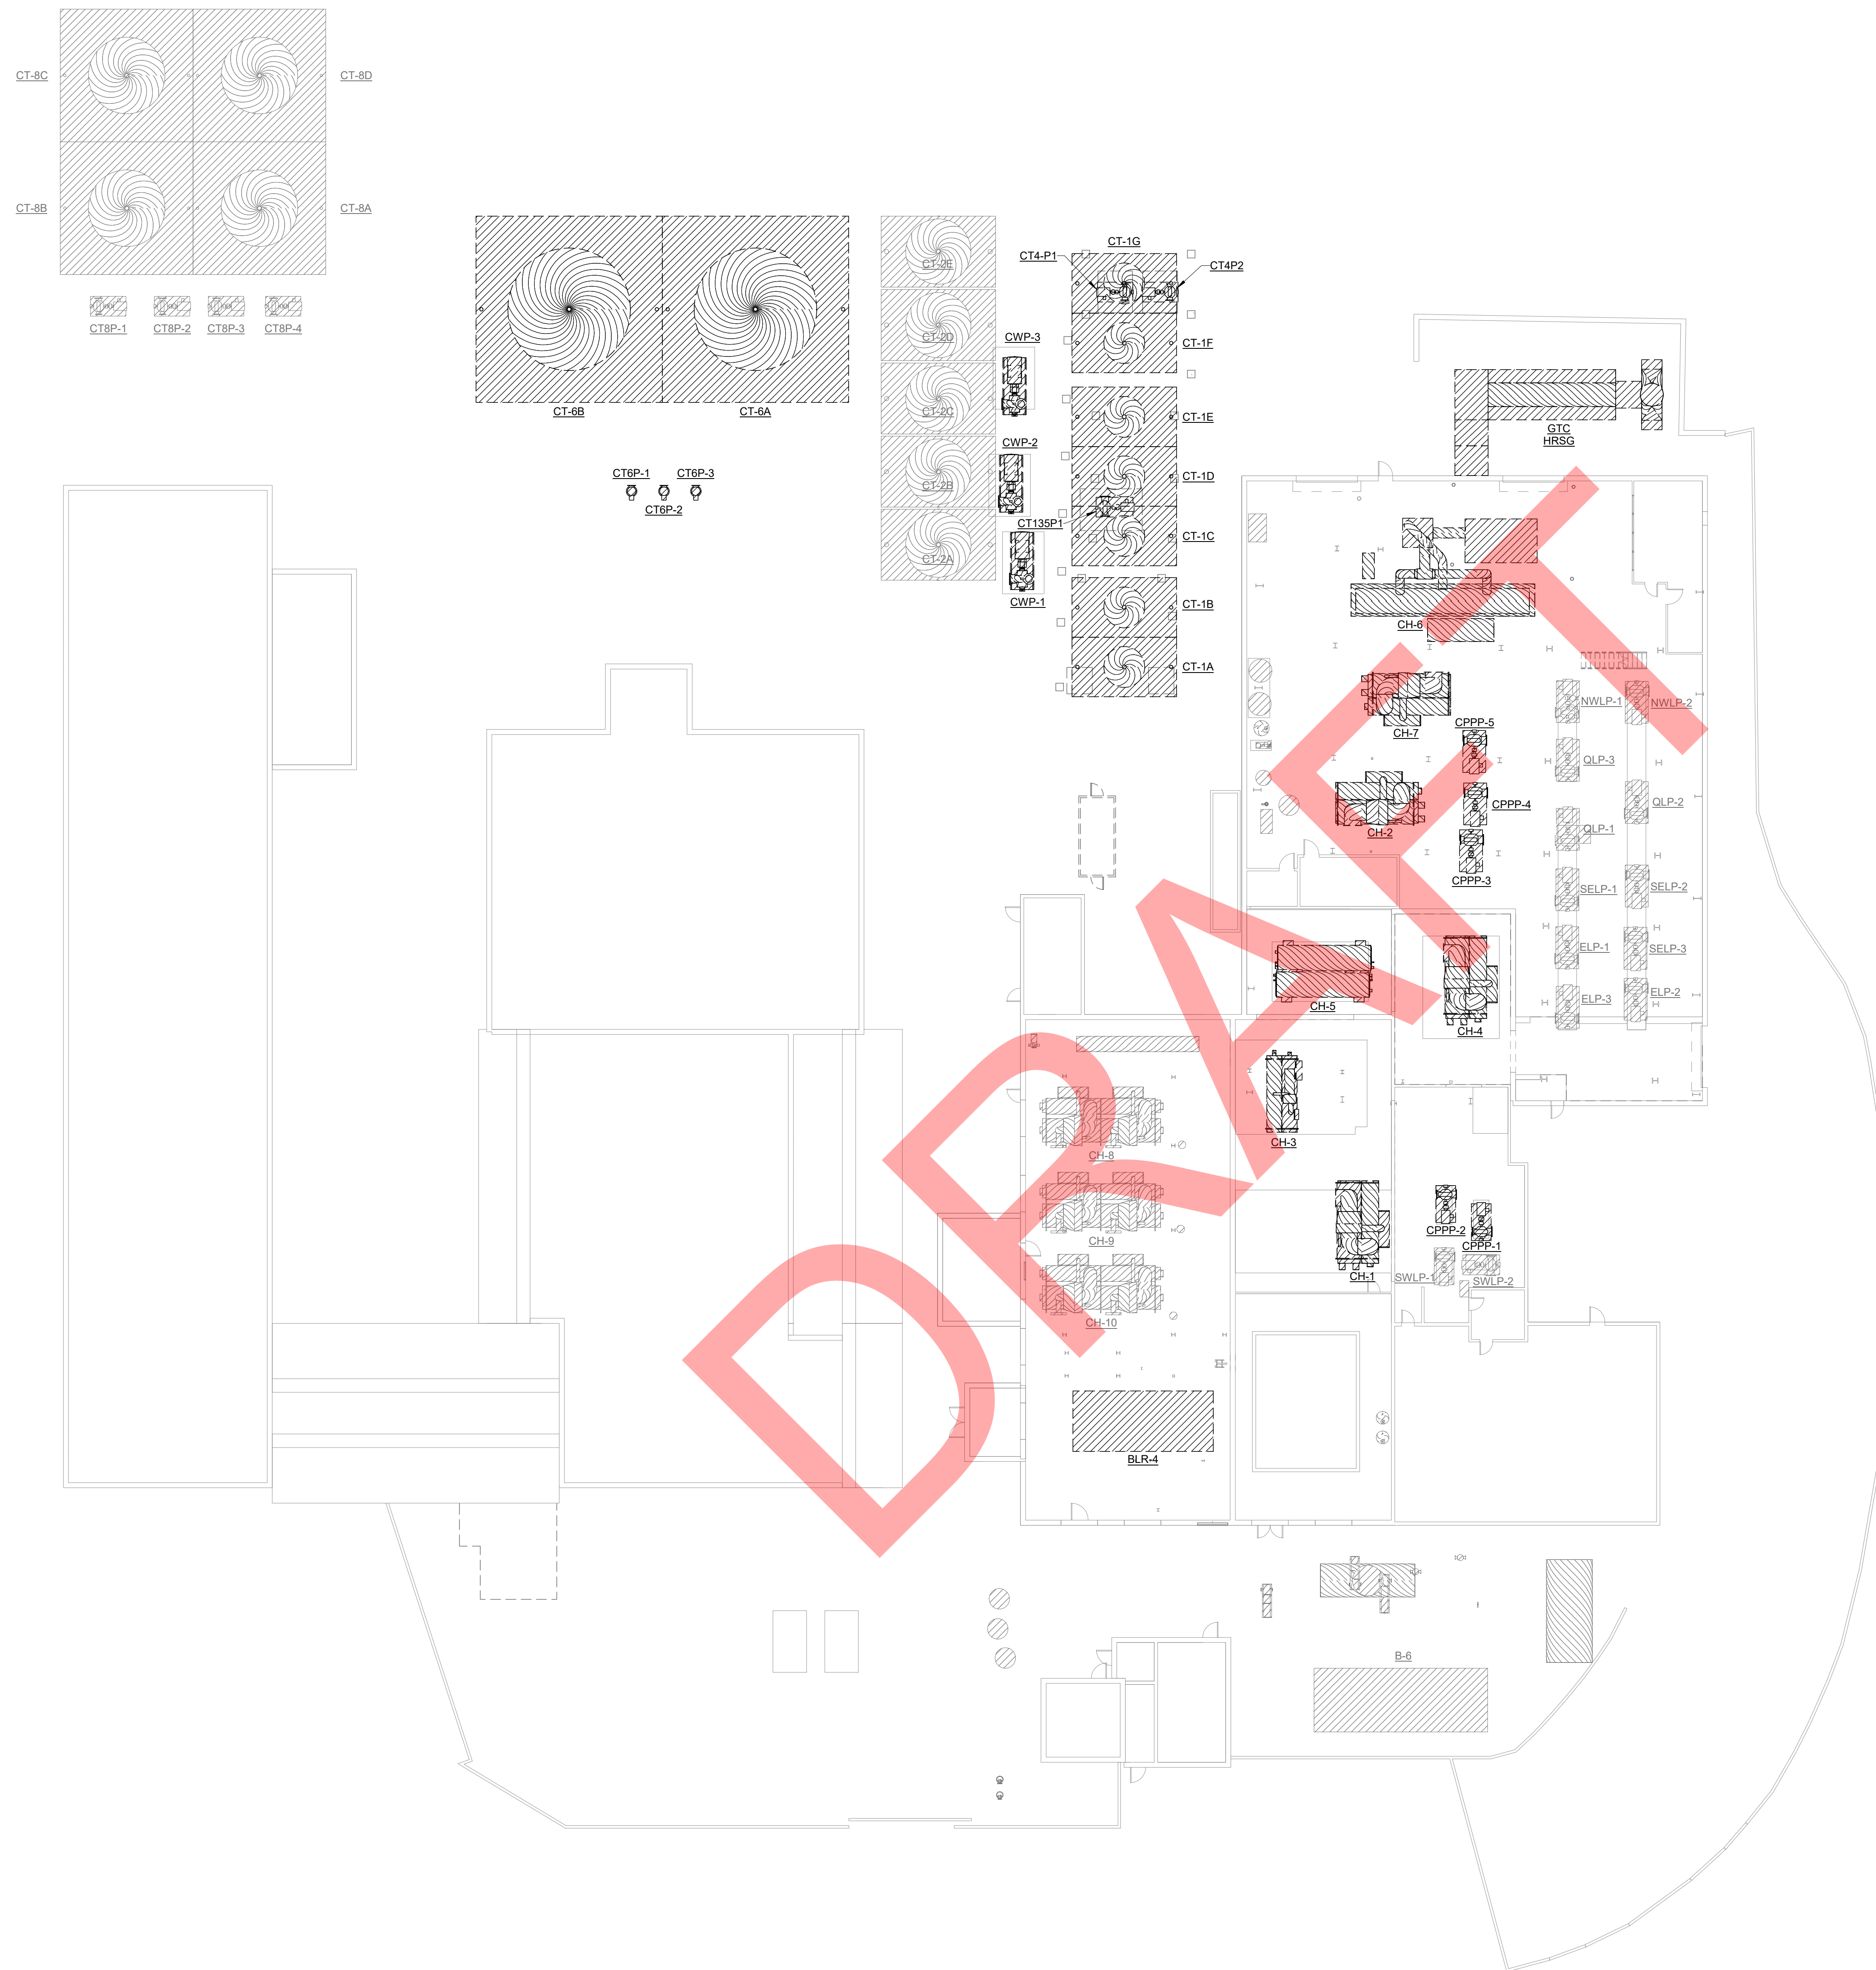 CT-8C
CT-8D
CT-8B
CT-8A
CT8P-1
CT8P-2
CT8P-3
CT8P-4
CT-6B
CT-6A
CT6P-1
CT6P-3
CT6P-2
CT-2E
CT-2D
CT-2C
CT-2B
CT-2A
CWP-3
CWP-2
CWP-1
CT-1G
CT4-P1
CT4P2
CT-1F
CT-1E
CT-1D
CT135P1
CT-1C
CT-1B
CT-1A
GTC
HRSG
CH-6
CH-7
CPPP-5
CH-2
CPPP-4
CPPP-3
NWLP-1
NWLP-2
QLP-3
QLP-2
QLP-1
SELP-1
SELP-2
ELP-1
SELP-3
ELP-3
ELP-2
CH-5
CH-4
CH-3
CH-8
CH-9
CH-10
CH-1
CPPP-2
CPPP-1
SWLP-1
SWLP-2
BLR-4
B-6
DRAFT